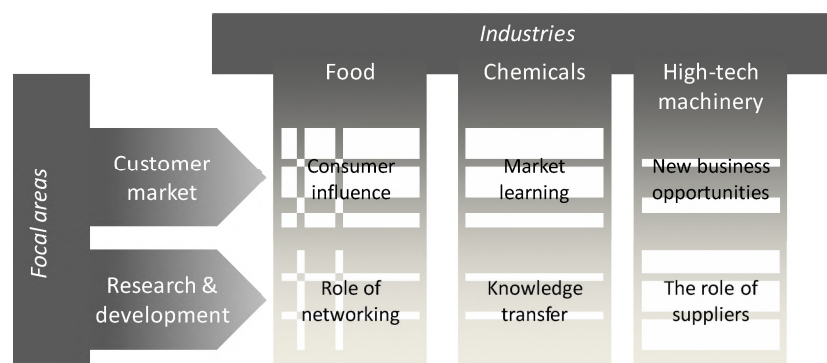 Industries
Food
Chemicals
High-tech
machinery
Focal areas
Customer
market
Consumer
influence
Market
learning
New business
opportunities
Research &
development
Role of
networking
Knowledge
transfer
The role of
suppliers